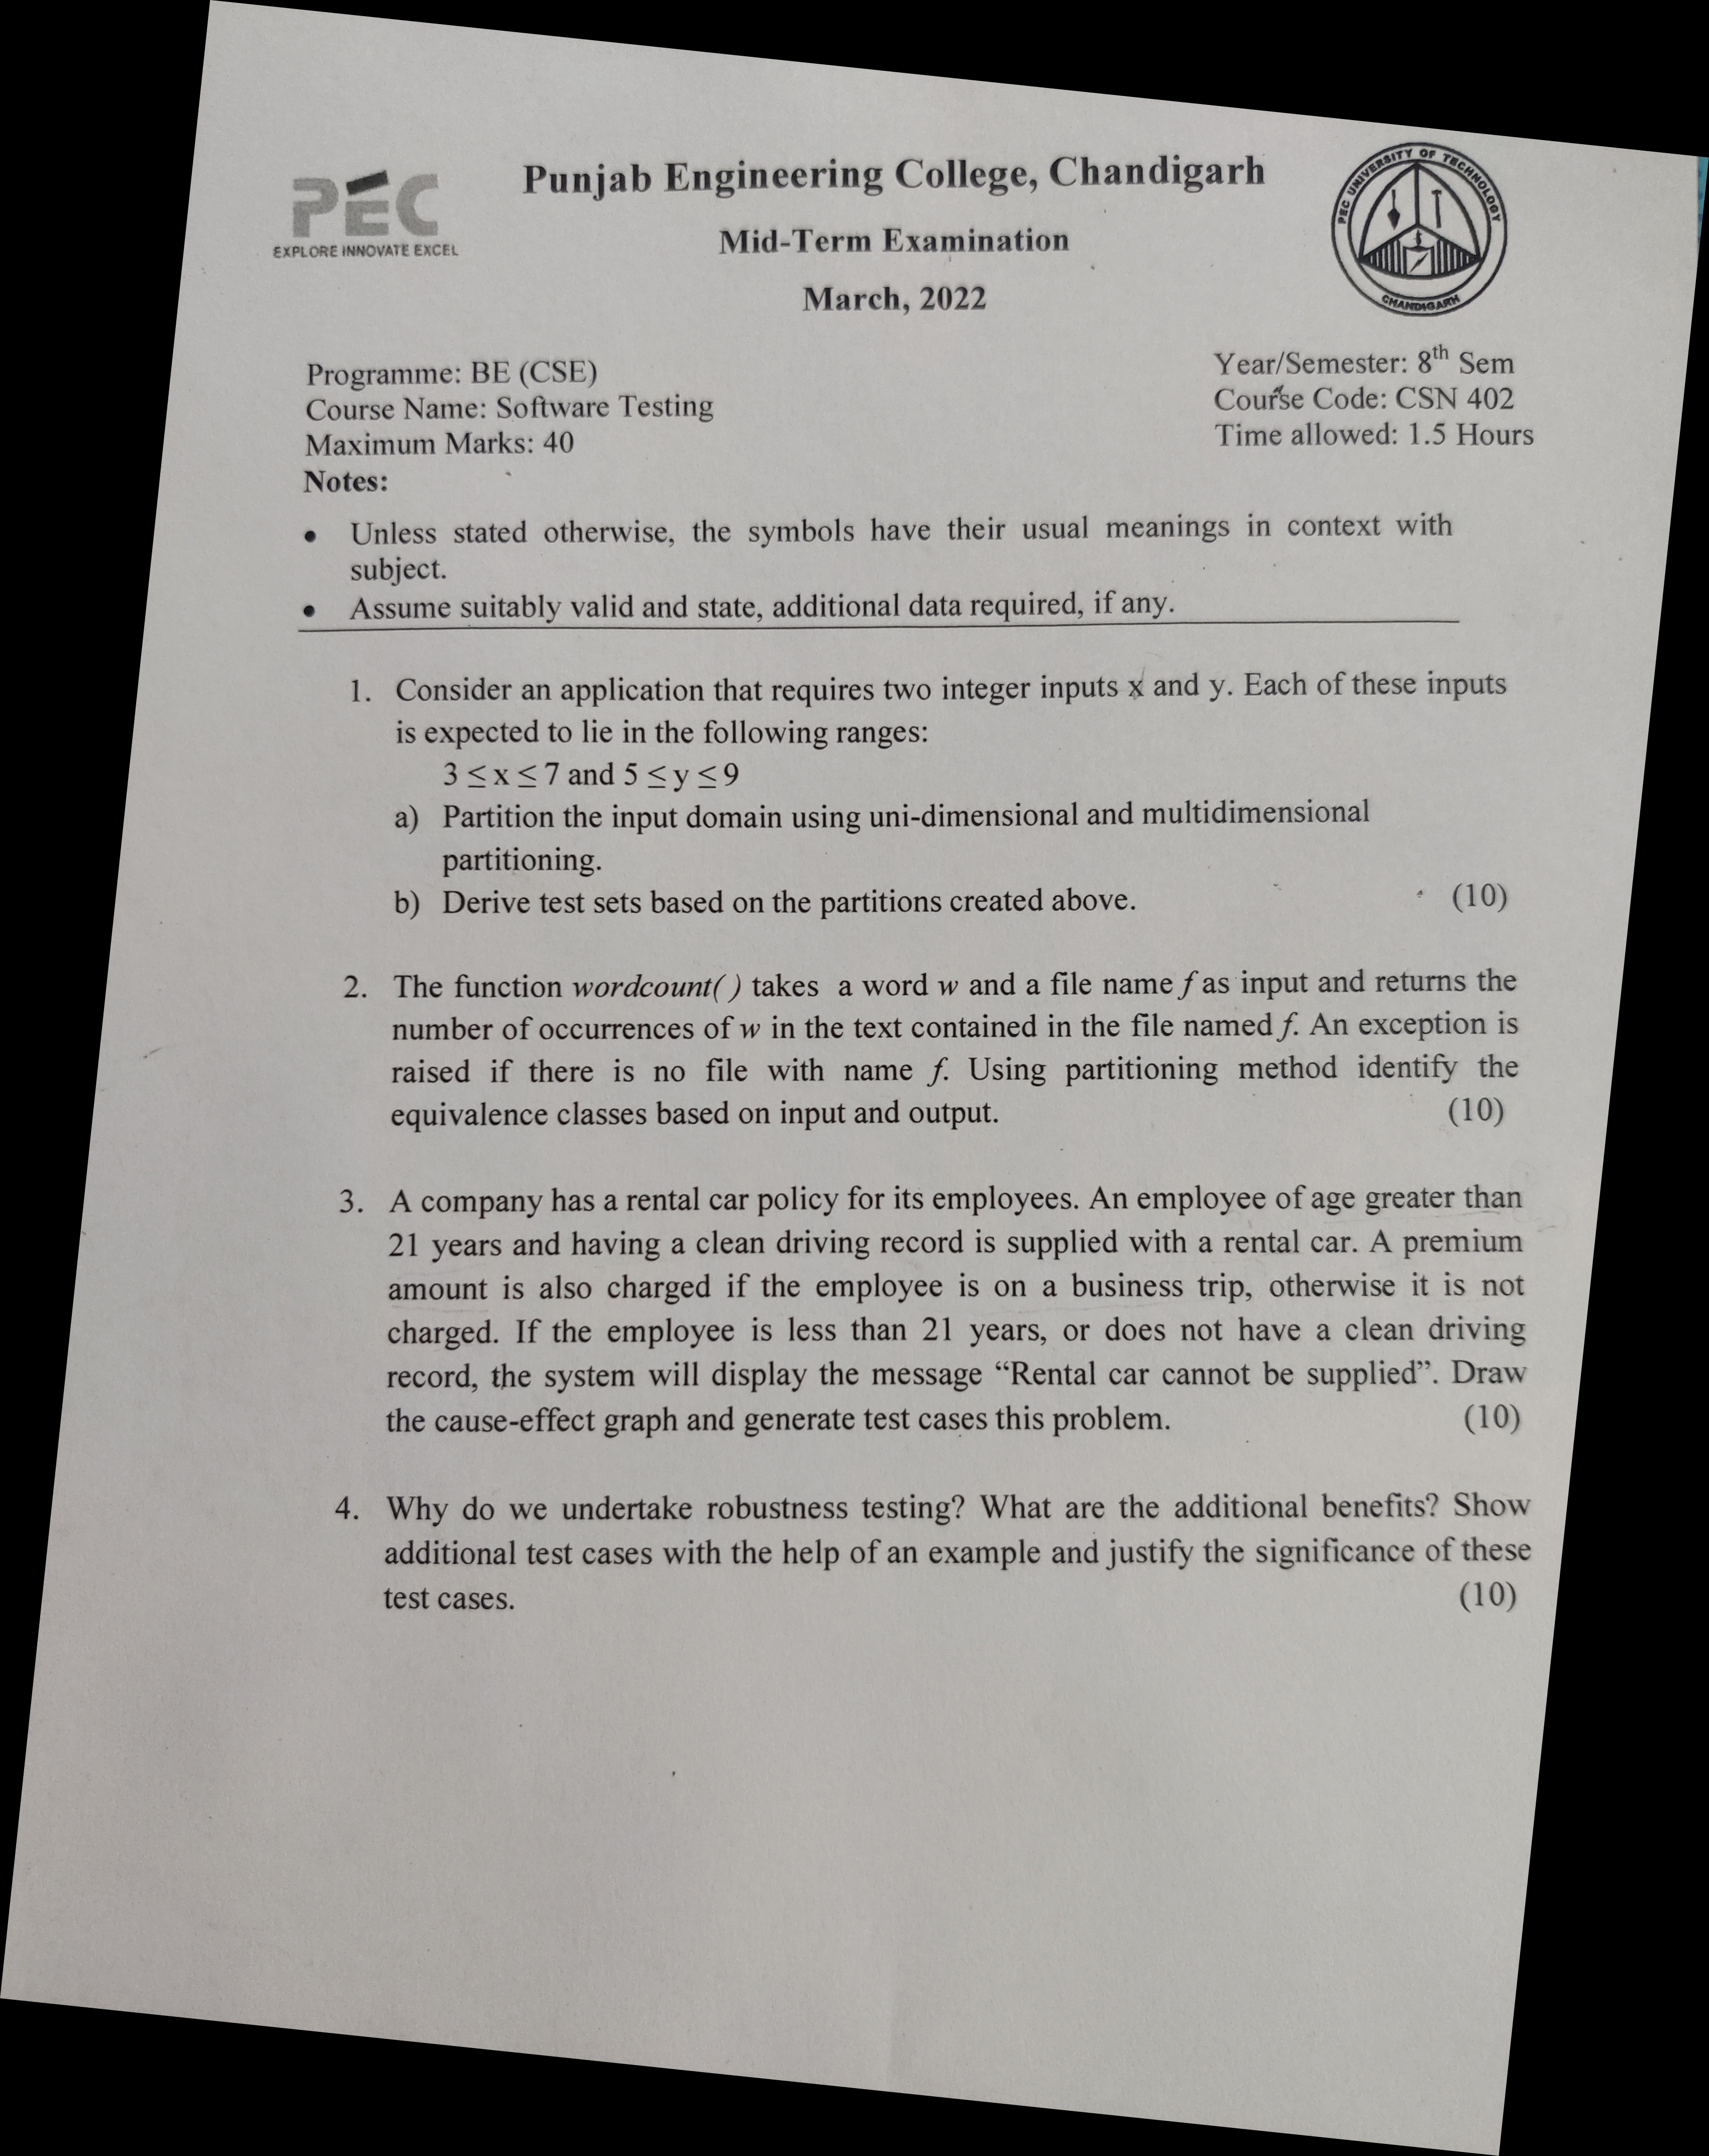 PEC
EXPLORE INNOVATE EXCEL
Punjab Engineering College, Chandigarh
Mid-Term Examination
March, 2022
PEC UNIVERSITY OF TECHNOLOGY
CHANDIGARH
Programme: BE (CSE)
Course Name: Software Testing
Maximum Marks: 40
Year/Semester: 8th Sem
Course Code: CSN 402
Time allowed: 1.5 Hours
Notes:
• Unless stated otherwise, the symbols have their usual meanings in context with
subject.
• Assume suitably valid and state, additional data required, if any.
1. Consider an application that requires two integer inputs x and y. Each of these inputs
is expected to lie in the following ranges:
3 ≤ x ≤ 7 and 5 ≤ y ≤ 9
a) Partition the input domain using uni-dimensional and multidimensional
partitioning.
b) Derive test sets based on the partitions created above. (10)
2. The function wordcount( ) takes a word w and a file name f as input and returns the
number of occurrences of w in the text contained in the file named f. An exception is
raised if there is no file with name f. Using partitioning method identify the
equivalence classes based on input and output. (10)
3. A company has a rental car policy for its employees. An employee of age greater than
21 years and having a clean driving record is supplied with a rental car. A premium
amount is also charged if the employee is on a business trip, otherwise it is not
charged. If the employee is less than 21 years, or does not have a clean driving
record, the system will display the message “Rental car cannot be supplied”. Draw
the cause-effect graph and generate test cases this problem. (10)
4. Why do we undertake robustness testing? What are the additional benefits? Show
additional test cases with the help of an example and justify the significance of these
test cases. (10)